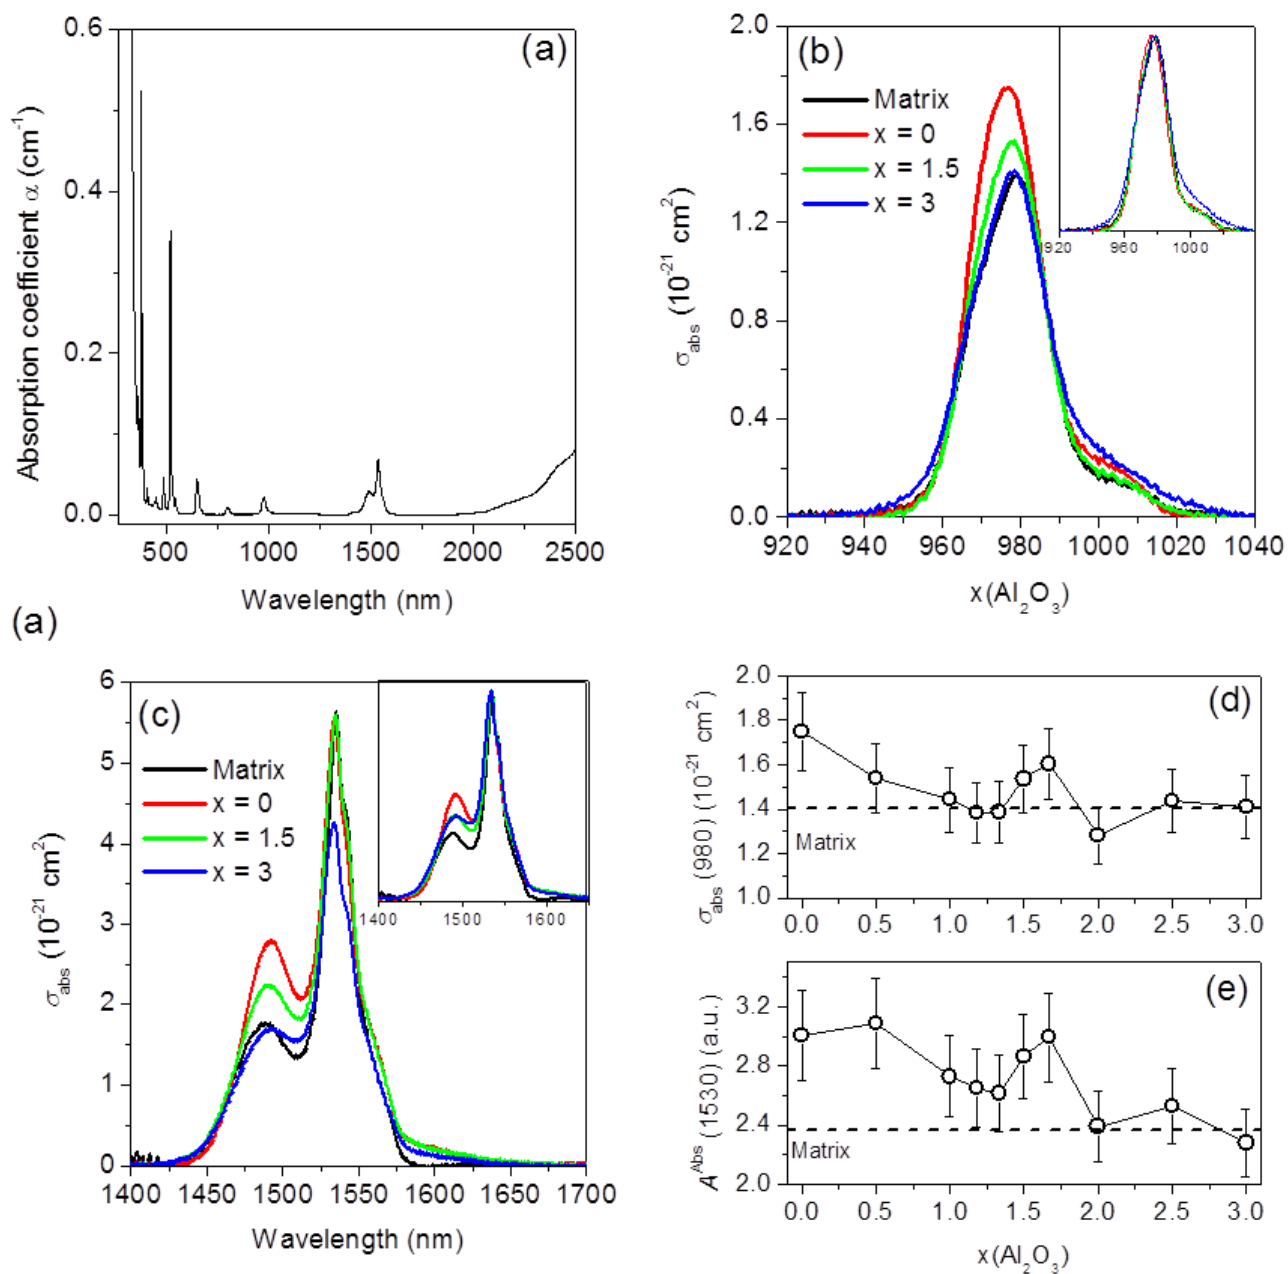 (a)
Absorption coefficient α (cm⁻¹)
0.6
0.4
0.2
0.0
500 1000 1500 2000 2500
Wavelength (nm)
(b)
Matrix
x = 0
x = 1.5
x = 3
σabs (10⁻²¹ cm²)
2.0
1.6
1.2
0.8
0.4
0.0
920 940 960 980 1000 1020 1040
x(Al₂O₃)
920 960 1000
(a)
(c)
Matrix
x = 0
x = 1.5
x = 3
σabs (10⁻²¹ cm²)
6
5
4
3
2
1
0
1400 1450 1500 1550 1600 1650 1700
Wavelength (nm)
1400 1500 1600
(d)
σabs (980) (10⁻²¹ cm²)
2.0
1.8
1.6
1.4
1.2
1.0
Matrix
0.0 0.5 1.0 1.5 2.0 2.5 3.0
(e)
A^Abs (1530) (a.u.)
3.2
2.8
2.4
2.0
Matrix
0.0 0.5 1.0 1.5 2.0 2.5 3.0
x(Al₂O₃)